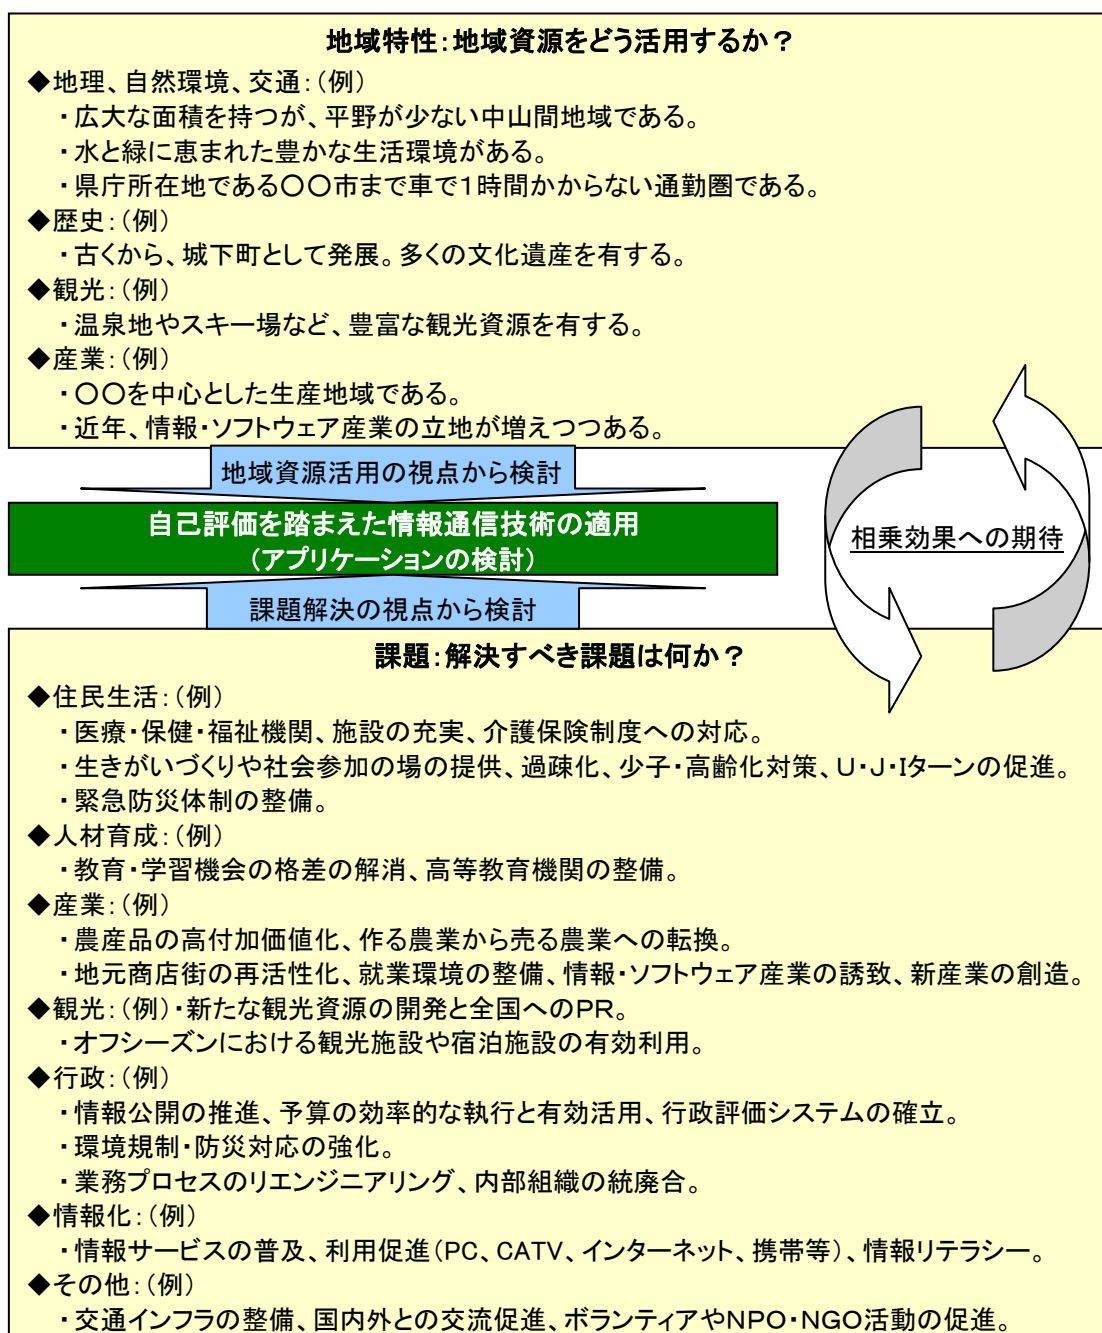 地域特性：地域資源をどう活用するか？
◆地理、自然環境、交通：（例）
・広大な面積を持つが、平野が少ない中山間地域である。
・水と緑に恵まれた豊かな生活環境がある。
・県庁所在地である〇〇市まで車で１時間かからない通勤圏である。
◆歴史：（例）
・古くから、城下町として発展。多くの文化遺産を有する。
◆観光：（例）
・温泉地やスキー場など、豊富な観光資源を有する。
◆産業：（例）
・〇〇を中心とした生産地域である。
・近年、情報・ソフトウェア産業の立地が増えつつある。
地域資源活用の視点から検討
自己評価を踏まえた情報通信技術の適用
（アプリケーションの検討）
相乗効果への期待
課題解決の視点から検討
課題：解決すべき課題は何か？
◆住民生活：（例）
・医療・保健・福祉機関、施設の充実、介護保険制度への対応。
・生きがいづくりや社会参加の場の提供、過疎化、少子・高齢化対策、Ｕ・Ｊ・Ｉターンの促進。
・緊急防災体制の整備。
◆人材育成：（例）
・教育・学習機会の格差の解消、高等教育機関の整備。
◆産業：（例）
・農産品の高付加価値化、作る農業から売る農業への転換。
・地元商店街の再活性化、就業環境の整備、情報・ソフトウェア産業の誘致、新産業の創造。
◆観光：（例）・新たな観光資源の開発と全国へのＰＲ。
・オフシーズンにおける観光施設や宿泊施設の有効利用。
◆行政：（例）
・情報公開の推進、予算の効率的な執行と有効活用、行政評価システムの確立。
・環境規制・防災対応の強化。
・業務プロセスのリエンジニアリング、内部組織の統廃合。
◆情報化：（例）
・情報サービスの普及、利用促進（ＰＣ、ＣＡＴＶ、インターネット、携帯等）、情報リテラシー。
◆その他：（例）
・交通インフラの整備、国内外との交流促進、ボランティアやＮＰＯ・ＮＧＯ活動の促進。